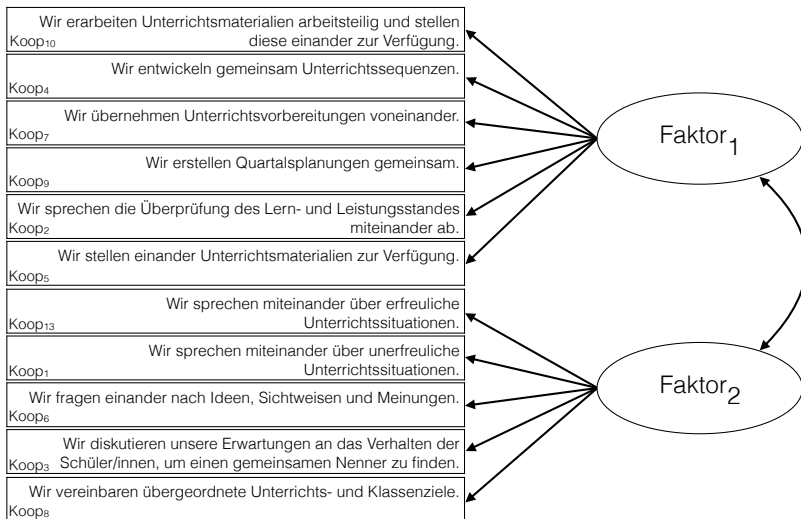 Wir erarbeiten Unterrichtsmaterialien arbeitsteilig und stellen
diese einander zur Verfügung.
Koop10
Wir entwickeln gemeinsam Unterrichtssequenzen.
Koop4
Wir übernehmen Unterrichtsvorbereitungen voneinander.
Koop7
Wir erstellen Quartalsplanungen gemeinsam.
Koop9
Wir sprechen die Überprüfung des Lern- und Leistungsstandes
miteinander ab.
Koop2
Wir stellen einander Unterrichtsmaterialien zur Verfügung.
Koop5
Wir sprechen miteinander über erfreuliche
Unterrichtssituationen.
Koop13
Wir sprechen miteinander über unerfreuliche
Unterrichtssituationen.
Koop1
Wir fragen einander nach Ideen, Sichtweisen und Meinungen.
Koop6
Wir diskutieren unsere Erwartungen an das Verhalten der
Schüler/innen, um einen gemeinsamen Nenner zu finden.
Koop3
Wir vereinbaren übergeordnete Unterrichts- und Klassenziele.
Koop8
Faktor1
Faktor2